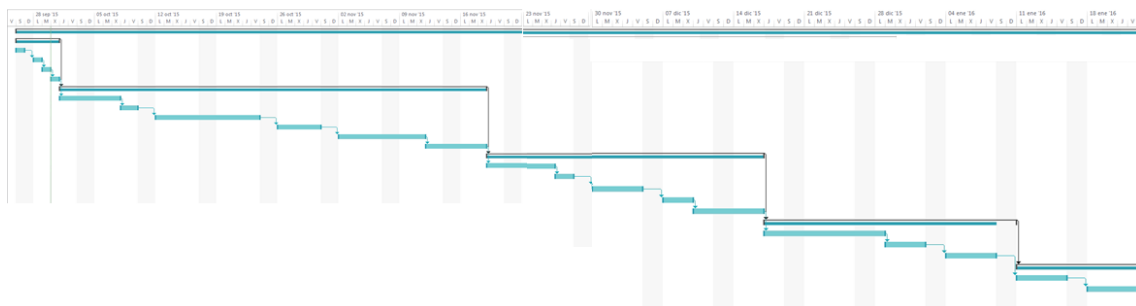 28 sep '15 05 oct '15 12 oct '15 19 oct '15 26 oct '15 02 nov '15 09 nov '15 16 nov '15 23 nov '15 30 nov '15 07 dic '15 14 dic '15 21 dic '15 28 dic '15 04 ene '16 11 ene '16 18 ene '16
V S D L M X J V S D L M X J V S D L M X J V S D L M X J V S D L M X J V S D L M X J V S D L M X J V S D L M X J V S D L M X J V S D L M X J V S D L M X J V S D L M X J V S D L M X J V S D L M X J V S D L M X J V S D L M X J V S D L M X J V S D L M X J V S D L M X J V